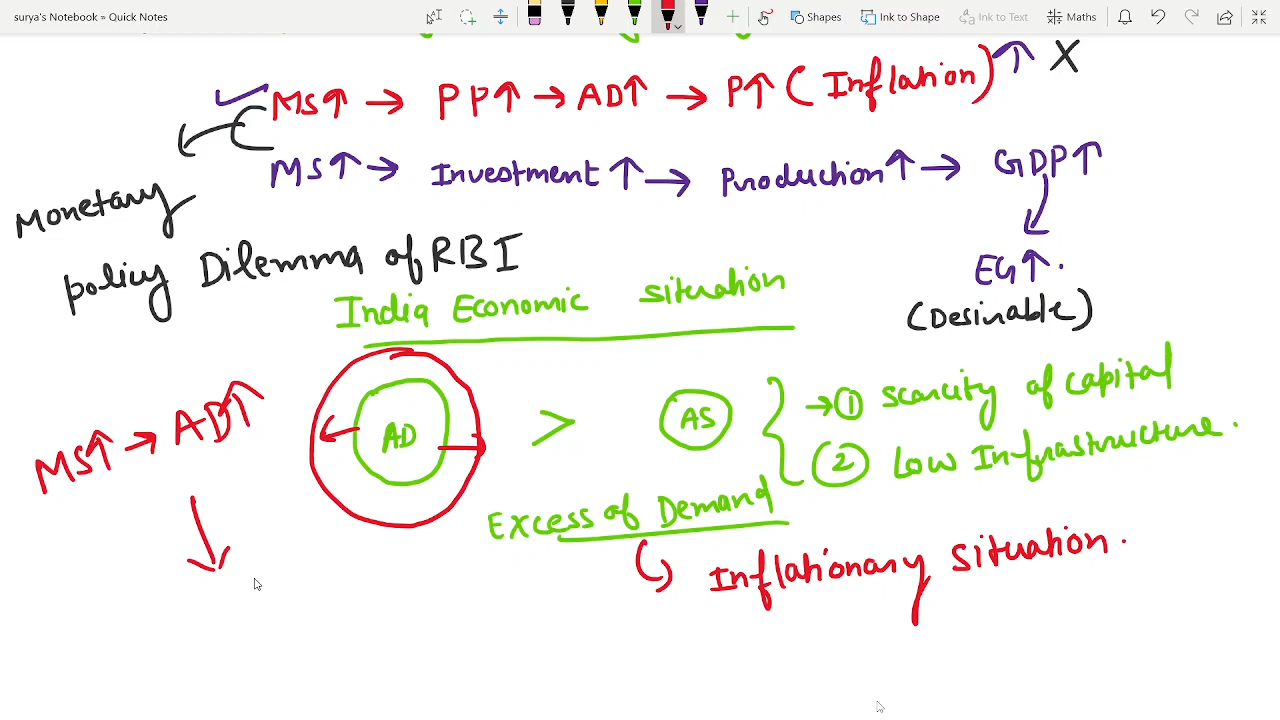 surya's Notebook » Quick Notes
Shapes Ink to Shape Ink to Text Maths
MS↑ → PP↑ → AD↑ → P↑ (Inflation)↑ X
MS↑ → Investment ↑ → Production↑ → GDP↑
EG↑.
(Desirable)
Monetary
policy Dilemma of RBI
India Economic situation
MS↑ → AD↑
AD > AS
→① scarcity of capital
② Low Infrastructure.
Excess of Demand
Inflationary situation.